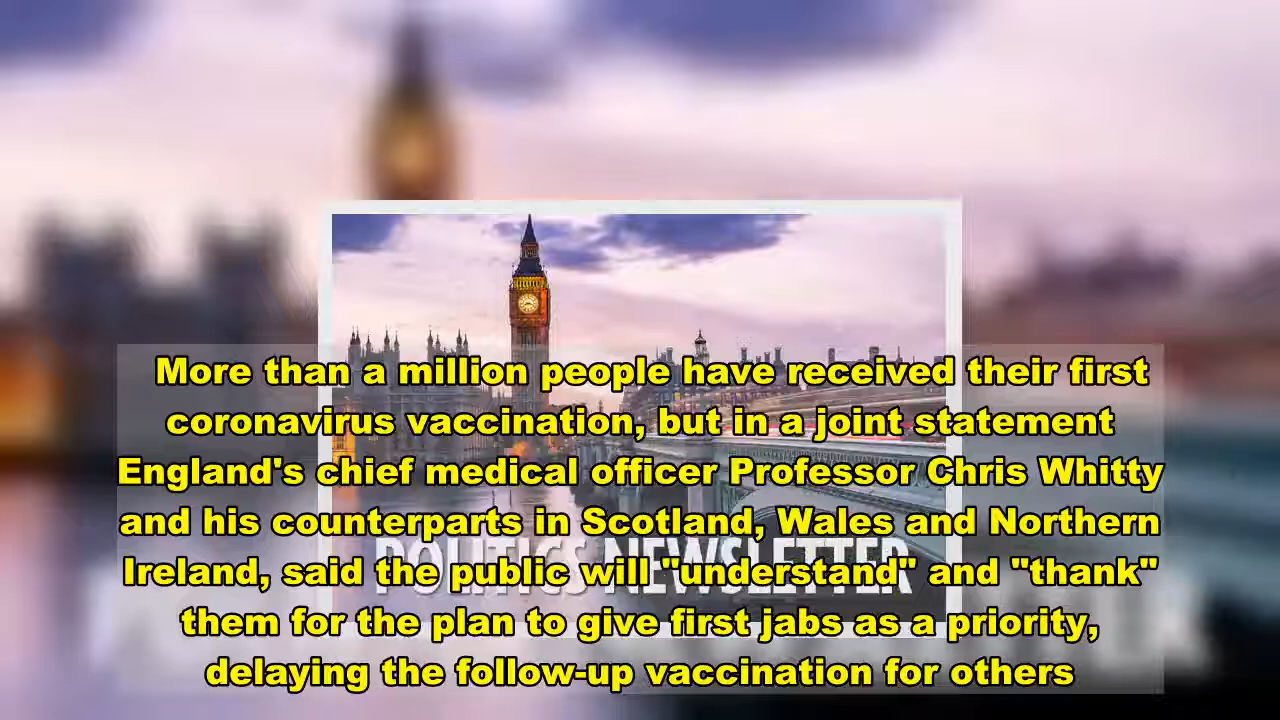 More than a million people have received their first
coronavirus vaccination, but in a joint statement
England's chief medical officer Professor Chris Whitty
and his counterparts in Scotland, Wales and Northern
Ireland, said the public will "understand" and "thank"
them for the plan to give first jabs as a priority,
delaying the follow-up vaccination for others
POLITICS NEWSLETTER